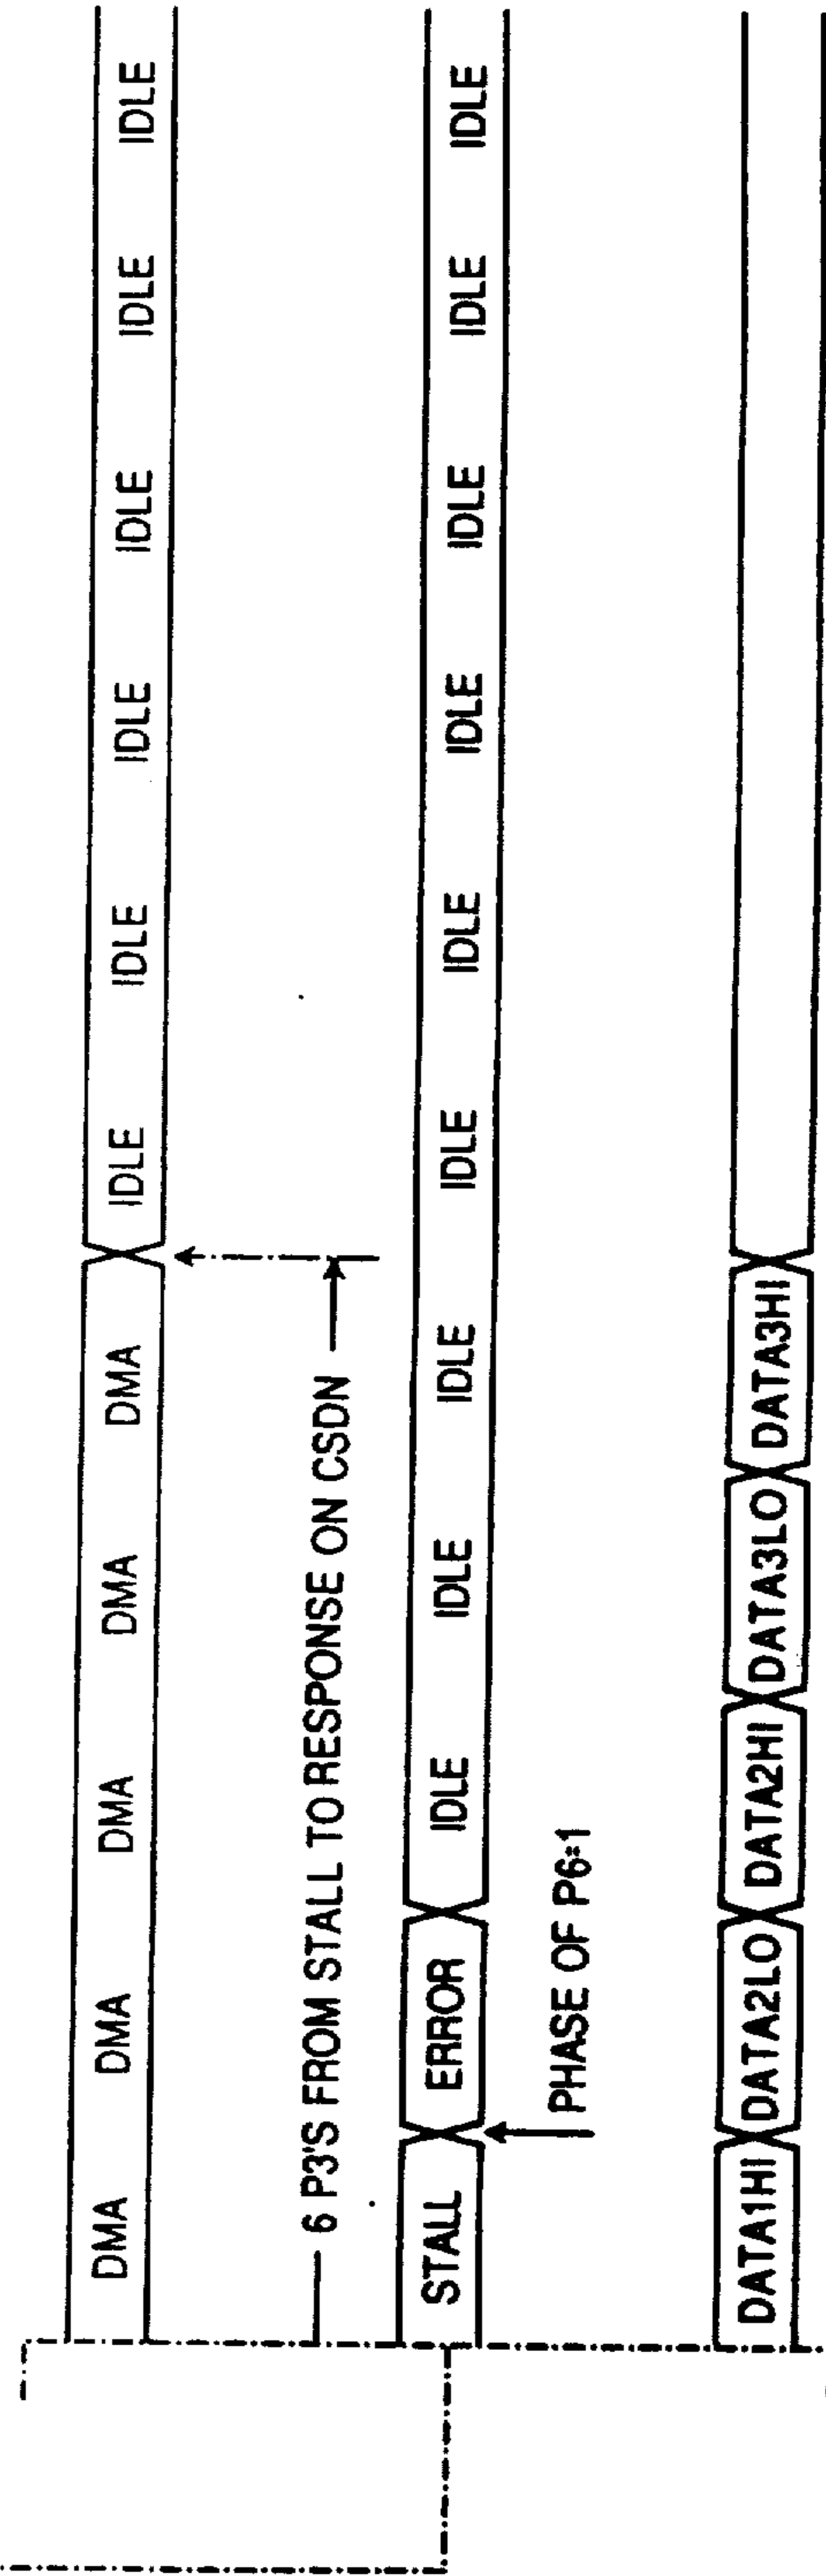 DMA DMA DMA DMA DMA IDLE IDLE IDLE IDLE IDLE IDLE
6 P3'S FROM STALL TO RESPONSE ON CSDN
STALL ERROR IDLE IDLE IDLE IDLE IDLE IDLE IDLE IDLE IDLE
PHASE OF P6=1
DATA1HI DATA2LO DATA2HI DATA3LO DATA3HI